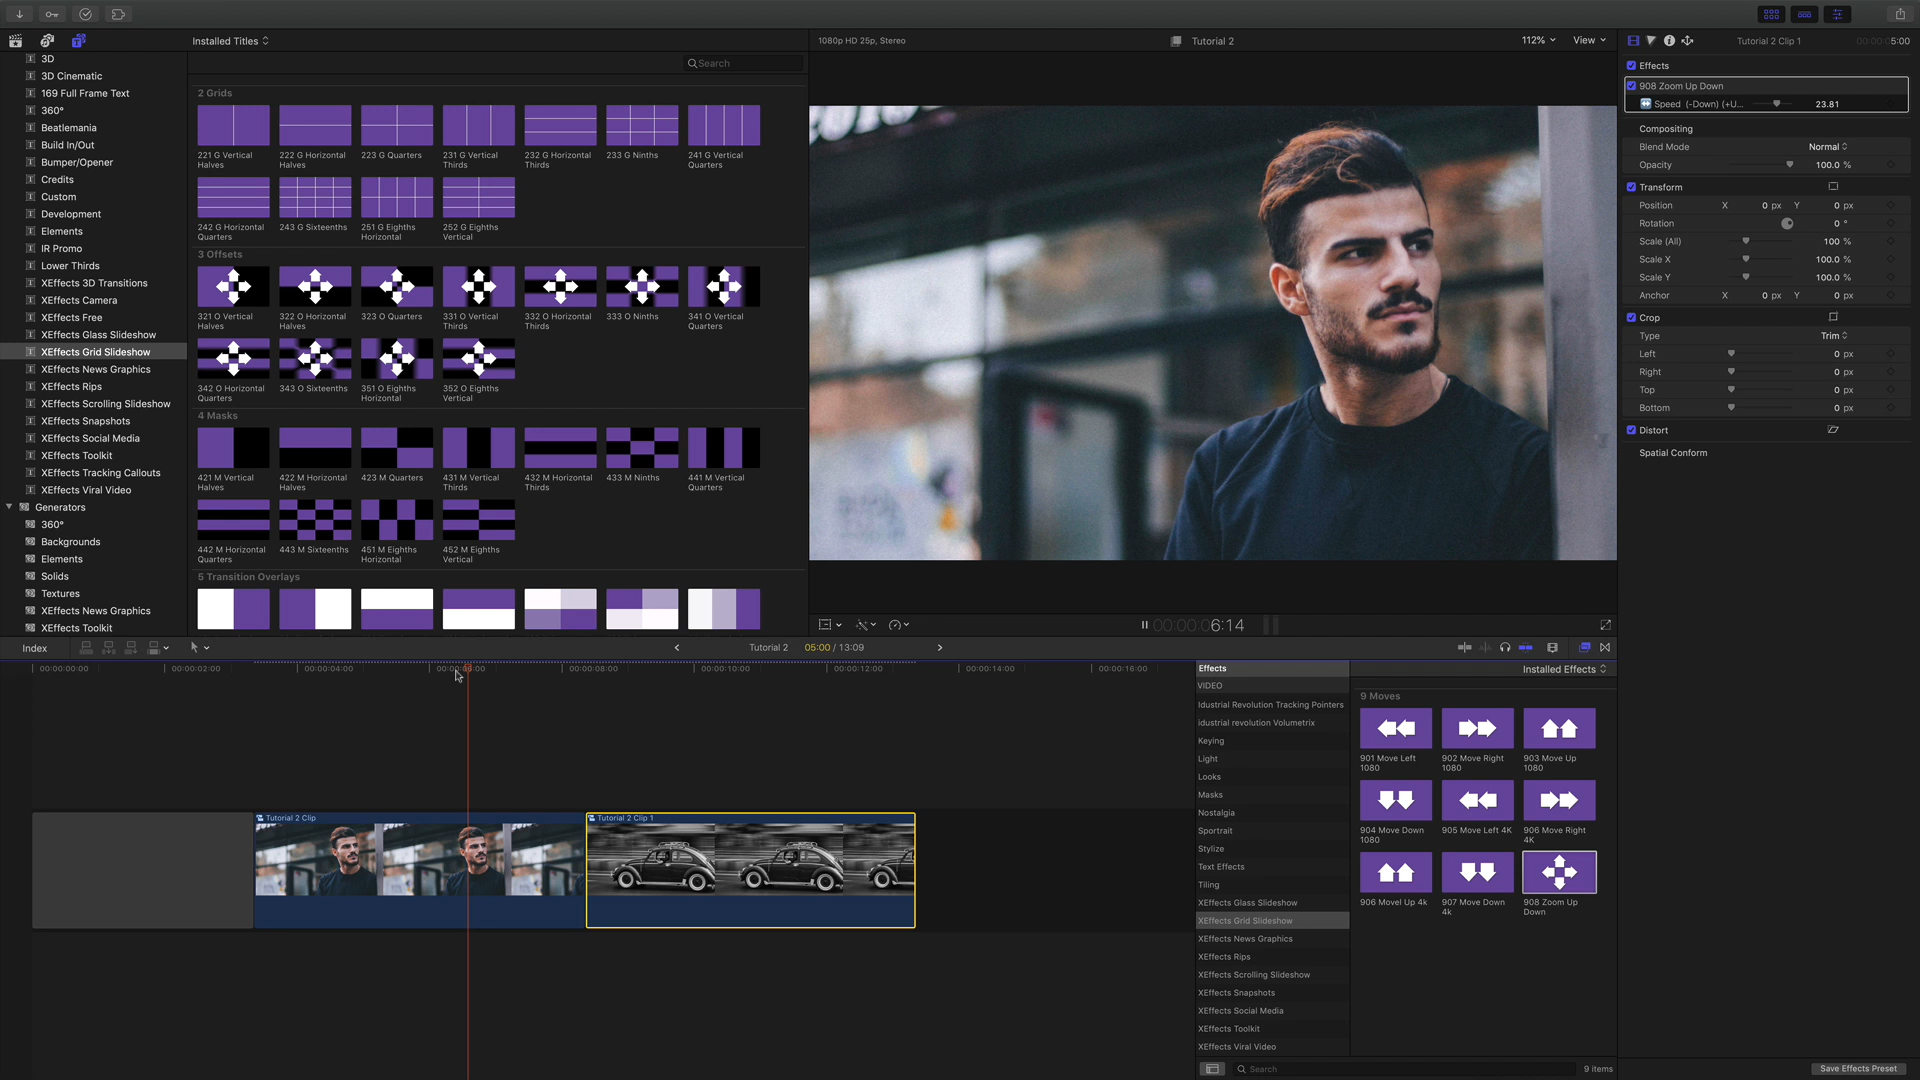 Installed Titles
Search
1080p HD 25p, Stereo
Tutorial 2
112%
View
Tutorial 2 Clip 1
5:00
3D
3D Cinematic
169 Full Frame Text
360°
Beatlemania
Build In/Out
Bumper/Opener
Credits
Custom
Development
Elements
IR Promo
Lower Thirds
XEffects 3D Transitions
XEffects Camera
XEffects Free
XEffects Glass Slideshow
XEffects Grid Slideshow
XEffects News Graphics
XEffects Rips
XEffects Scrolling Slideshow
XEffects Snapshots
XEffects Social Media
XEffects Toolkit
XEffects Tracking Callouts
XEffects Viral Video
Generators
360°
Backgrounds
Elements
Solids
Textures
XEffects News Graphics
XEffects Toolkit
2 Grids
221 G Vertical Halves
222 G Horizontal Halves
223 G Quarters
231 G Vertical Thirds
232 G Horizontal Thirds
233 G Ninths
241 G Vertical Quarters
242 G Horizontal Quarters
243 G Sixteenths
251 G Eighths Horizontal
252 G Eighths Vertical
3 Offsets
321 O Vertical Halves
322 O Horizontal Halves
323 O Quarters
331 O Vertical Thirds
332 O Horizontal Thirds
333 O Ninths
341 O Vertical Quarters
342 O Horizontal Quarters
343 O Sixteenths
351 O Eighths Horizontal
352 O Eighths Vertical
4 Masks
421 M Vertical Halves
422 M Horizontal Halves
423 M Quarters
431 M Vertical Thirds
432 M Horizontal Thirds
433 M Ninths
441 M Vertical Quarters
442 M Horizontal Quarters
443 M Sixteenths
451 M Eighths Horizontal
452 M Eighths Vertical
5 Transition Overlays
00:00:00:06:14
Effects
908 Zoom Up Down
Speed (-Down) (+U... 23.81
Compositing
Blend Mode Normal
Opacity 100.0 %
Transform
Position X 0 px Y 0 px
Rotation 0 °
Scale (All) 100 %
Scale X 100.0 %
Scale Y 100.0 %
Anchor X 0 px Y 0 px
Crop
Type Trim
Left 0 px
Right 0 px
Top 0 px
Bottom 0 px
Distort
Spatial Conform
Index
Tutorial 2
05:00 / 13:09
00:00:00:00
00:00:02:00
00:00:04:00
00:00:06:00
00:00:08:00
00:00:10:00
00:00:12:00
00:00:14:00
00:00:16:00
Tutorial 2 Clip
Tutorial 2 Clip 1
Effects
VIDEO
Idustrial Revolution Tracking Pointers
idustrial revolution Volumetrix
Keying
Light
Looks
Masks
Nostalgia
Sportrait
Stylize
Text Effects
Tiling
XEffects Glass Slideshow
XEffects Grid Slideshow
XEffects News Graphics
XEffects Rips
XEffects Scrolling Slideshow
XEffects Snapshots
XEffects Social Media
XEffects Toolkit
XEffects Viral Video
Installed Effects
9 Moves
901 Move Left 1080
902 Move Right 1080
903 Move Up 1080
904 Move Down 1080
905 Move Left 4K
906 Move Right 4K
906 Movel Up 4k
907 Move Down 4k
908 Zoom Up Down
Search
9 items
Save Effects Preset